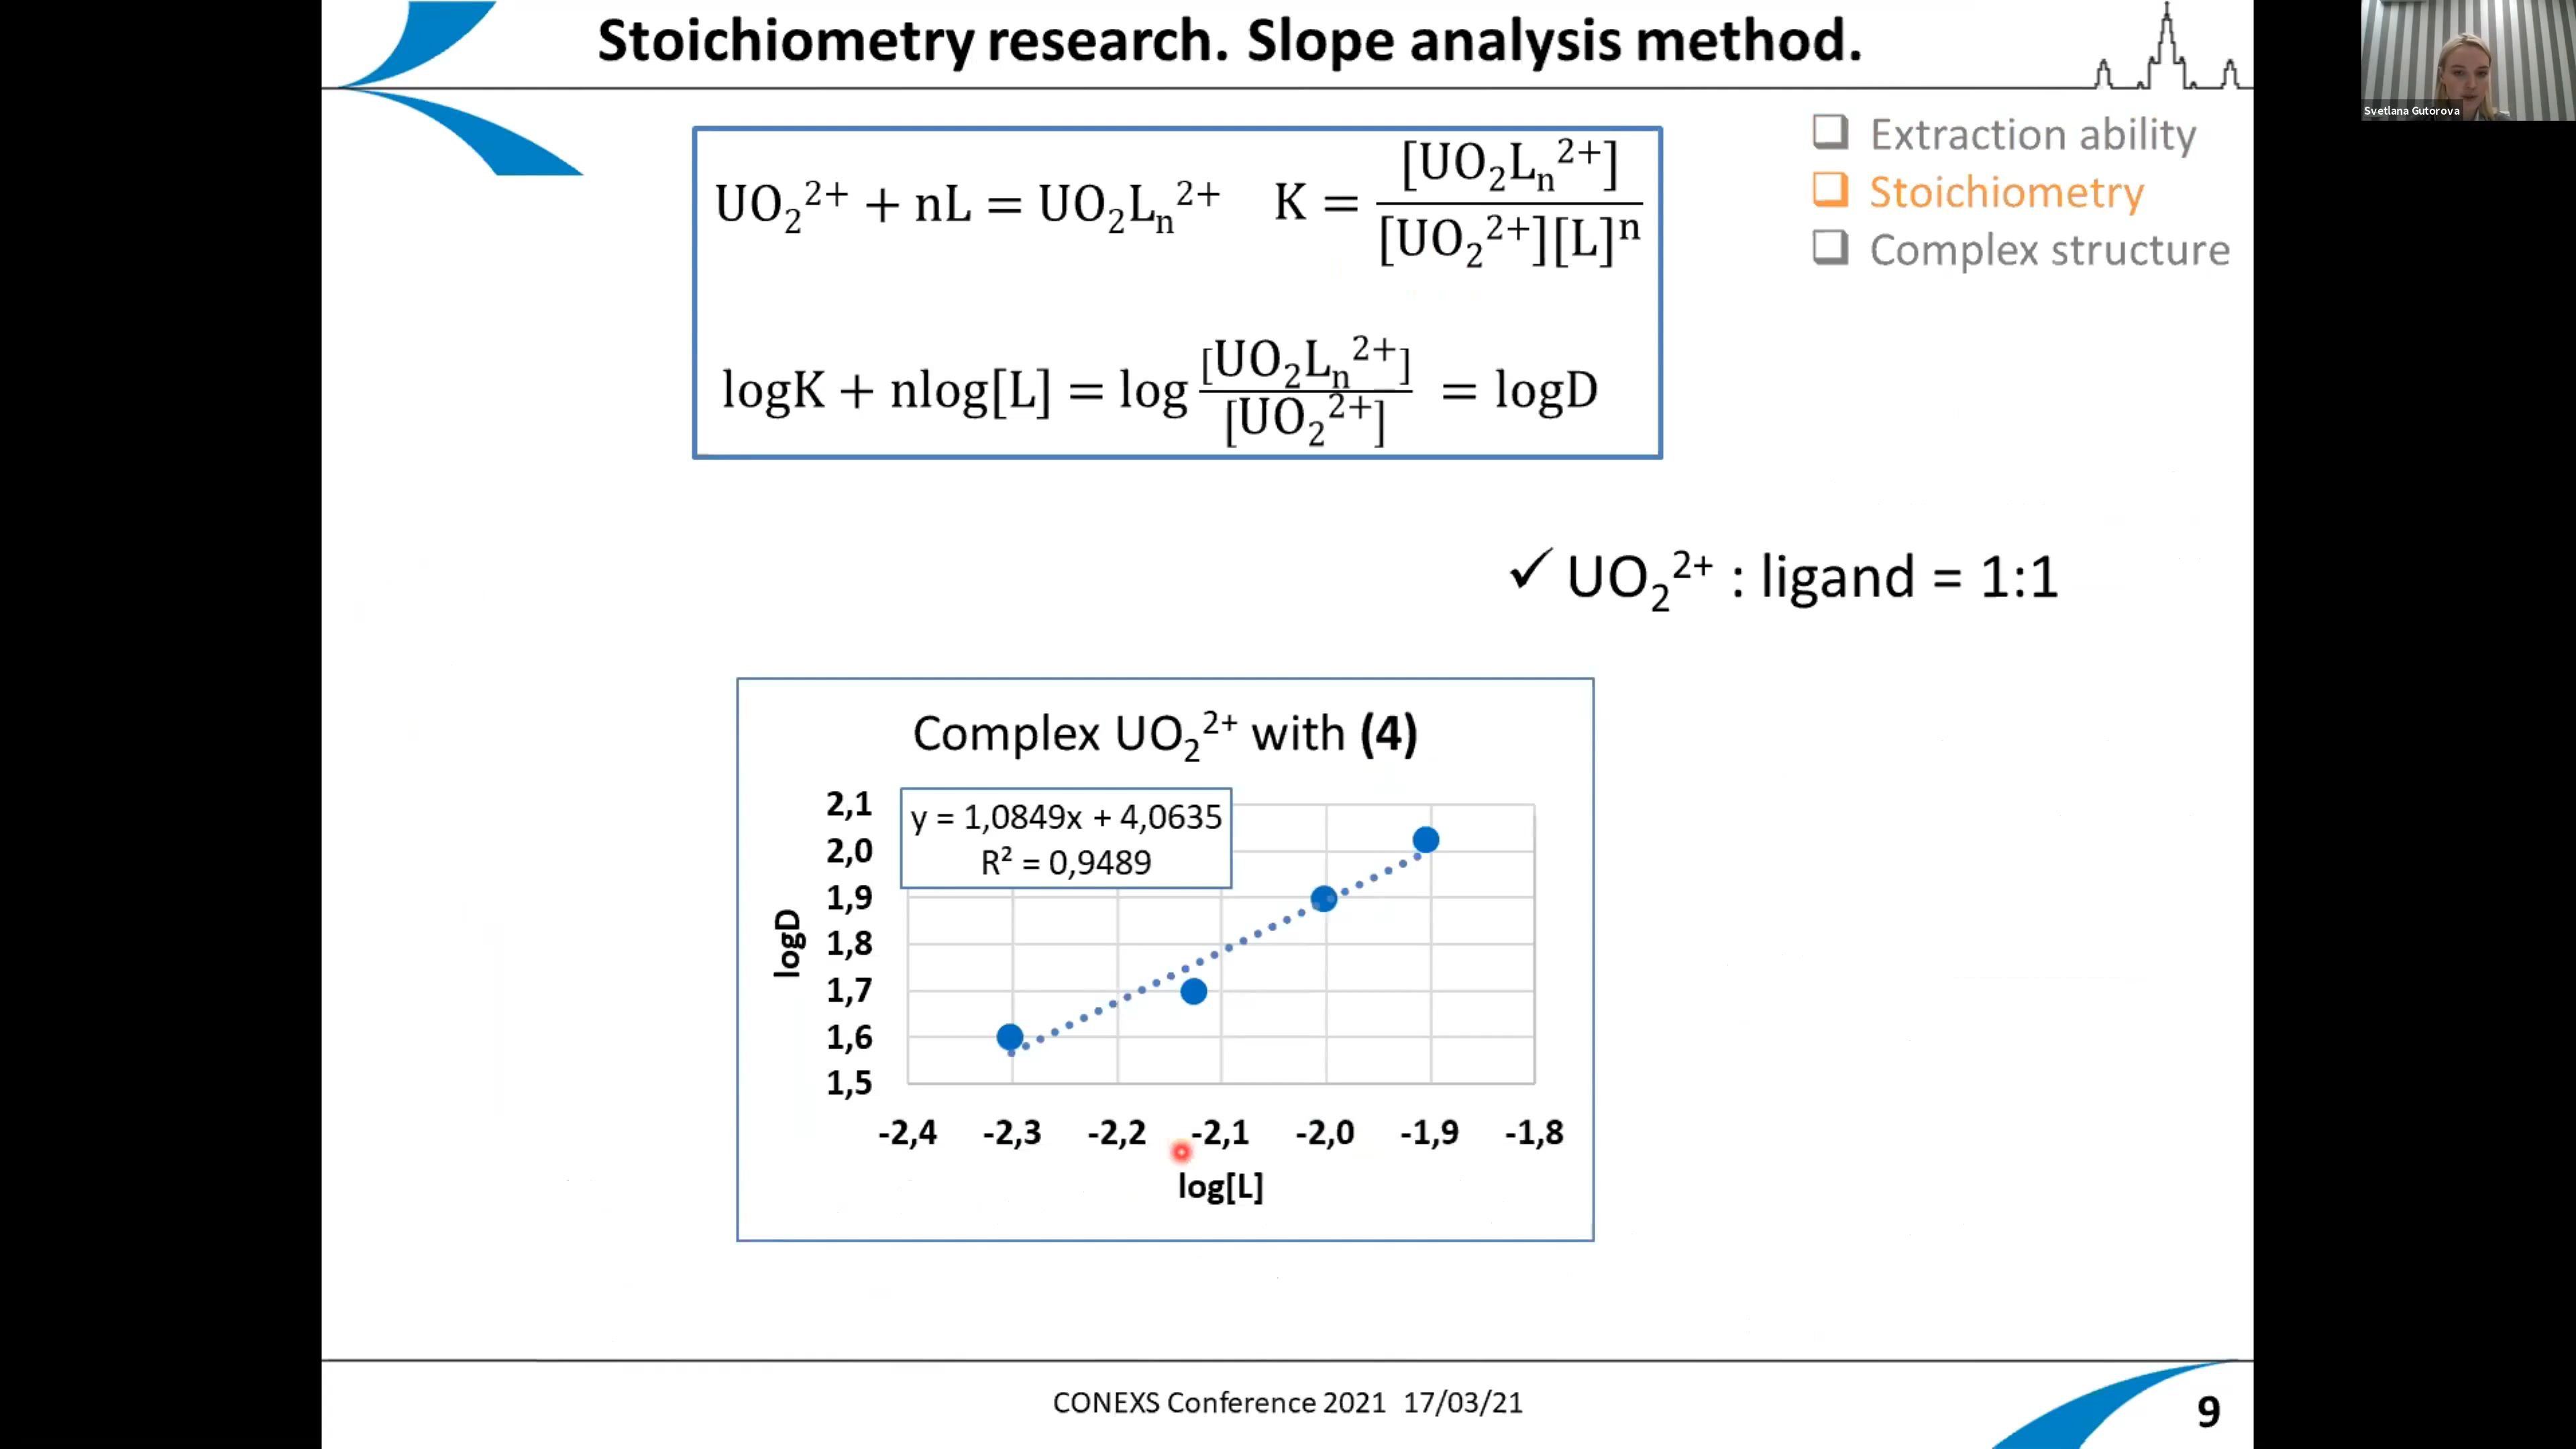 Stoichiometry research. Slope analysis method.
Svetlana Gutorova
❑ Extraction ability
❑ Stoichiometry
❑ Complex structure
UO₂²⁺ + nL = UO₂Lₙ²⁺   K = [UO₂Lₙ²⁺] / [UO₂²⁺][L]ⁿ
logK + nlog[L] = log [UO₂Lₙ²⁺] / [UO₂²⁺] = logD
✓ UO₂²⁺ : ligand = 1:1
Complex UO₂²⁺ with (4)
y = 1,0849x + 4,0635
R² = 0,9489
2,1
2,0
1,9
1,8
1,7
1,6
1,5
logD
-2,4 -2,3 -2,2 -2,1 -2,0 -1,9 -1,8
log[L]
CONEXS Conference 2021 17/03/21
9